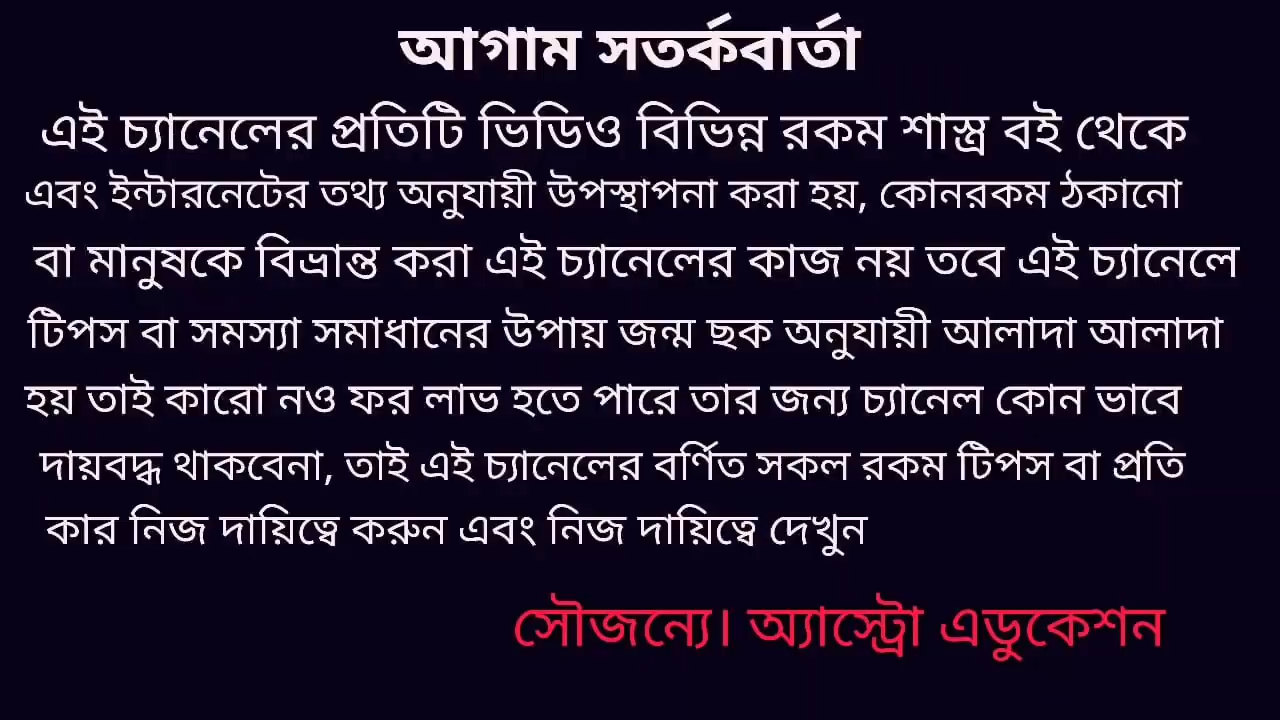 আগাম সতর্কবার্তা
এই চ্যানেলের প্রতিটি ভিডিও বিভিন্ন রকম শাস্ত্র বই থেকে
এবং ইন্টারনেটের তথ্য অনুযায়ী উপস্থাপনা করা হয়, কোনরকম ঠকানো
বা মানুষকে বিভ্রান্ত করা এই চ্যানেলের কাজ নয় তবে এই চ্যানেলে
টিপস বা সমস্যা সমাধানের উপায় জন্ম ছক অনুযায়ী আলাদা আলাদা
হয় তাই কারো নও ফর লাভ হতে পারে তার জন্য চ্যানেল কোন ভাবে
দায়বদ্ধ থাকবেনা, তাই এই চ্যানেলের বর্ণিত সকল রকম টিপস বা প্রতি
কার নিজ দায়িত্বে করুন এবং নিজ দায়িত্বে দেখুন
সৌজন্যে। অ্যাস্ট্রো এডুকেশন